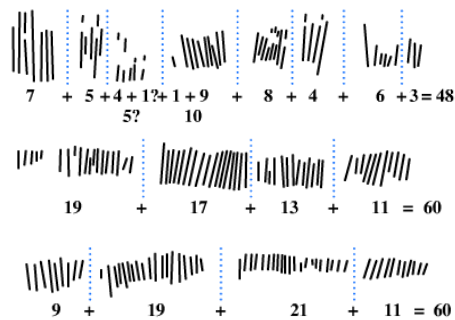 7 + 5 + 4 + 1? + 1 + 9 + 8 + 4 + 6 + 3 = 48
5? 10
19 + 17 + 13 + 11 = 60
9 + 19 + 21 + 11 = 60